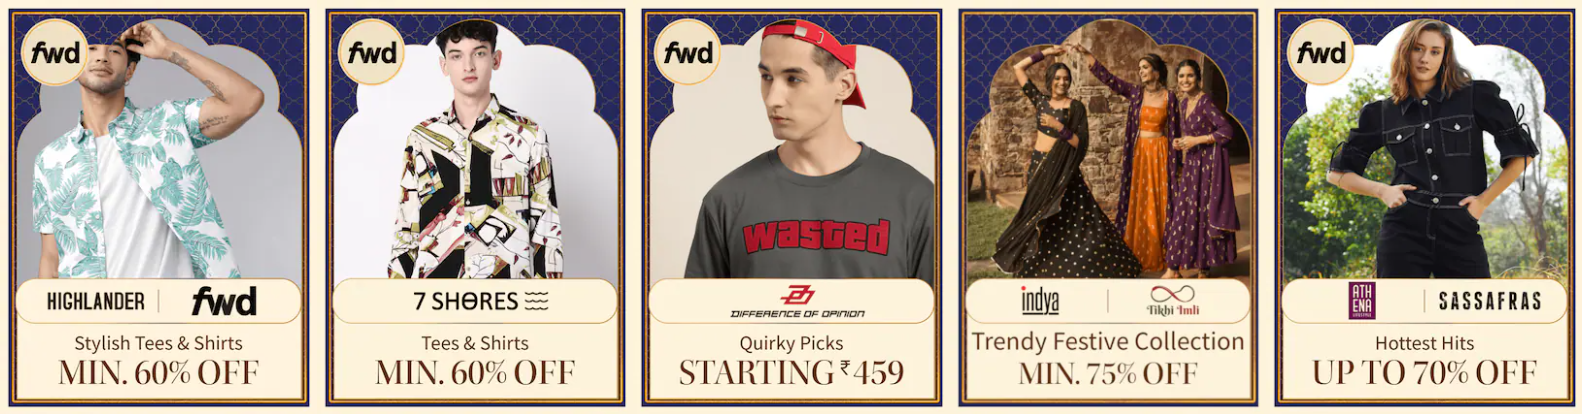 fwd
HIGHLANDER fwd
Stylish Tees & Shirts
MIN. 60% OFF
fwd
7 SHORES
Tees & Shirts
MIN. 60% OFF
fwd
wasted
DIFFERENCE OF OPINION
Quirky Picks
STARTING ₹459
indya Tikhi Imli
Trendy Festive Collection
MIN. 75% OFF
fwd
ATHENA SASSAFRAS
Hottest Hits
UP TO 70% OFF